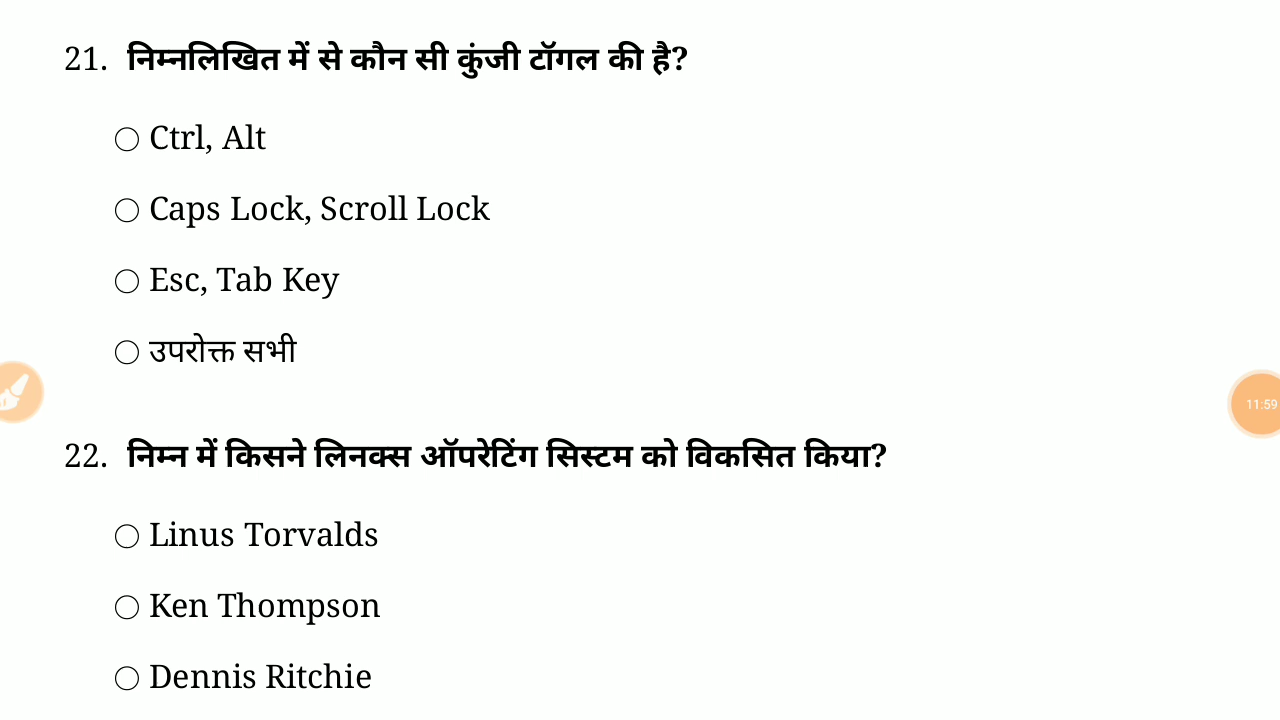 21. निम्नलिखित में से कौन सी कुंजी टॉगल की है?
Ctrl, Alt
Caps Lock, Scroll Lock
Esc, Tab Key
उपरोक्त सभी
11:59
22. निम्न में किसने लिनक्स ऑपरेटिंग सिस्टम को विकसित किया?
Linus Torvalds
Ken Thompson
Dennis Ritchie